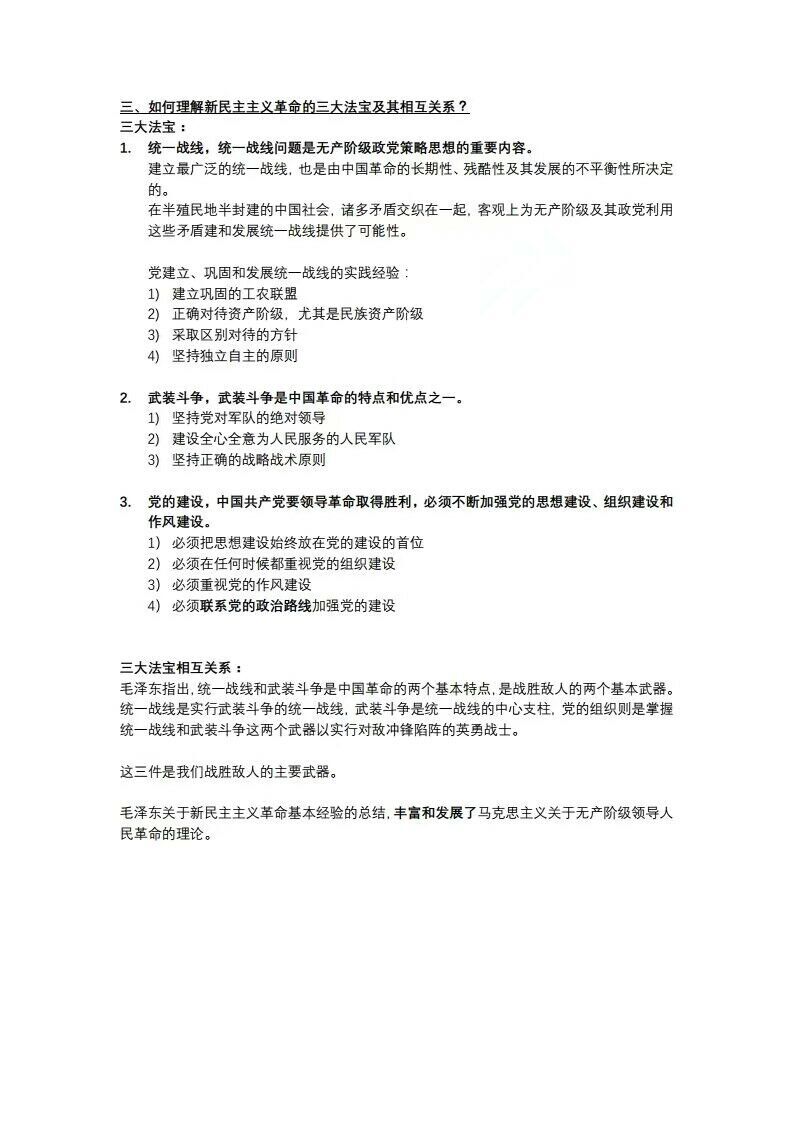 三、如何理解新民主主义革命的三大法宝及其相互关系？
三大法宝：
1. 统一战线，统一战线问题是无产阶级政党策略思想的重要内容。
建立最广泛的统一战线，也是由中国革命的长期性、残酷性及其发展的不平衡性所决定
的。
在半殖民地半封建的中国社会，诸多矛盾交织在一起，客观上为无产阶级及其政党利用
这些矛盾建和发展统一战线提供了可能性。
党建立、巩固和发展统一战线的实践经验：
1) 建立巩固的工农联盟
2) 正确对待资产阶级，尤其是民族资产阶级
3) 采取区别对待的方针
4) 坚持独立自主的原则
2. 武装斗争，武装斗争是中国革命的特点和优点之一。
1) 坚持党对军队的绝对领导
2) 建设全心全意为人民服务的人民军队
3) 坚持正确的战略战术原则
3. 党的建设，中国共产党要领导革命取得胜利，必须不断加强党的思想建设、组织建设和
作风建设。
1) 必须把思想建设始终放在党的建设的首位
2) 必须在任何时候都重视党的组织建设
3) 必须重视党的作风建设
4) 必须联系党的政治路线加强党的建设
三大法宝相互关系：
毛泽东指出，统一战线和武装斗争是中国革命的两个基本特点，是战胜敌人的两个基本武器。
统一战线是实行武装斗争的统一战线，武装斗争是统一战线的中心支柱，党的组织则是掌握
统一战线和武装斗争这两个武器以实行对敌冲锋陷阵的英勇战士。
这三件是我们战胜敌人的主要武器。
毛泽东关于新民主主义革命基本经验的总结，丰富和发展了马克思主义关于无产阶级领导人
民革命的理论。